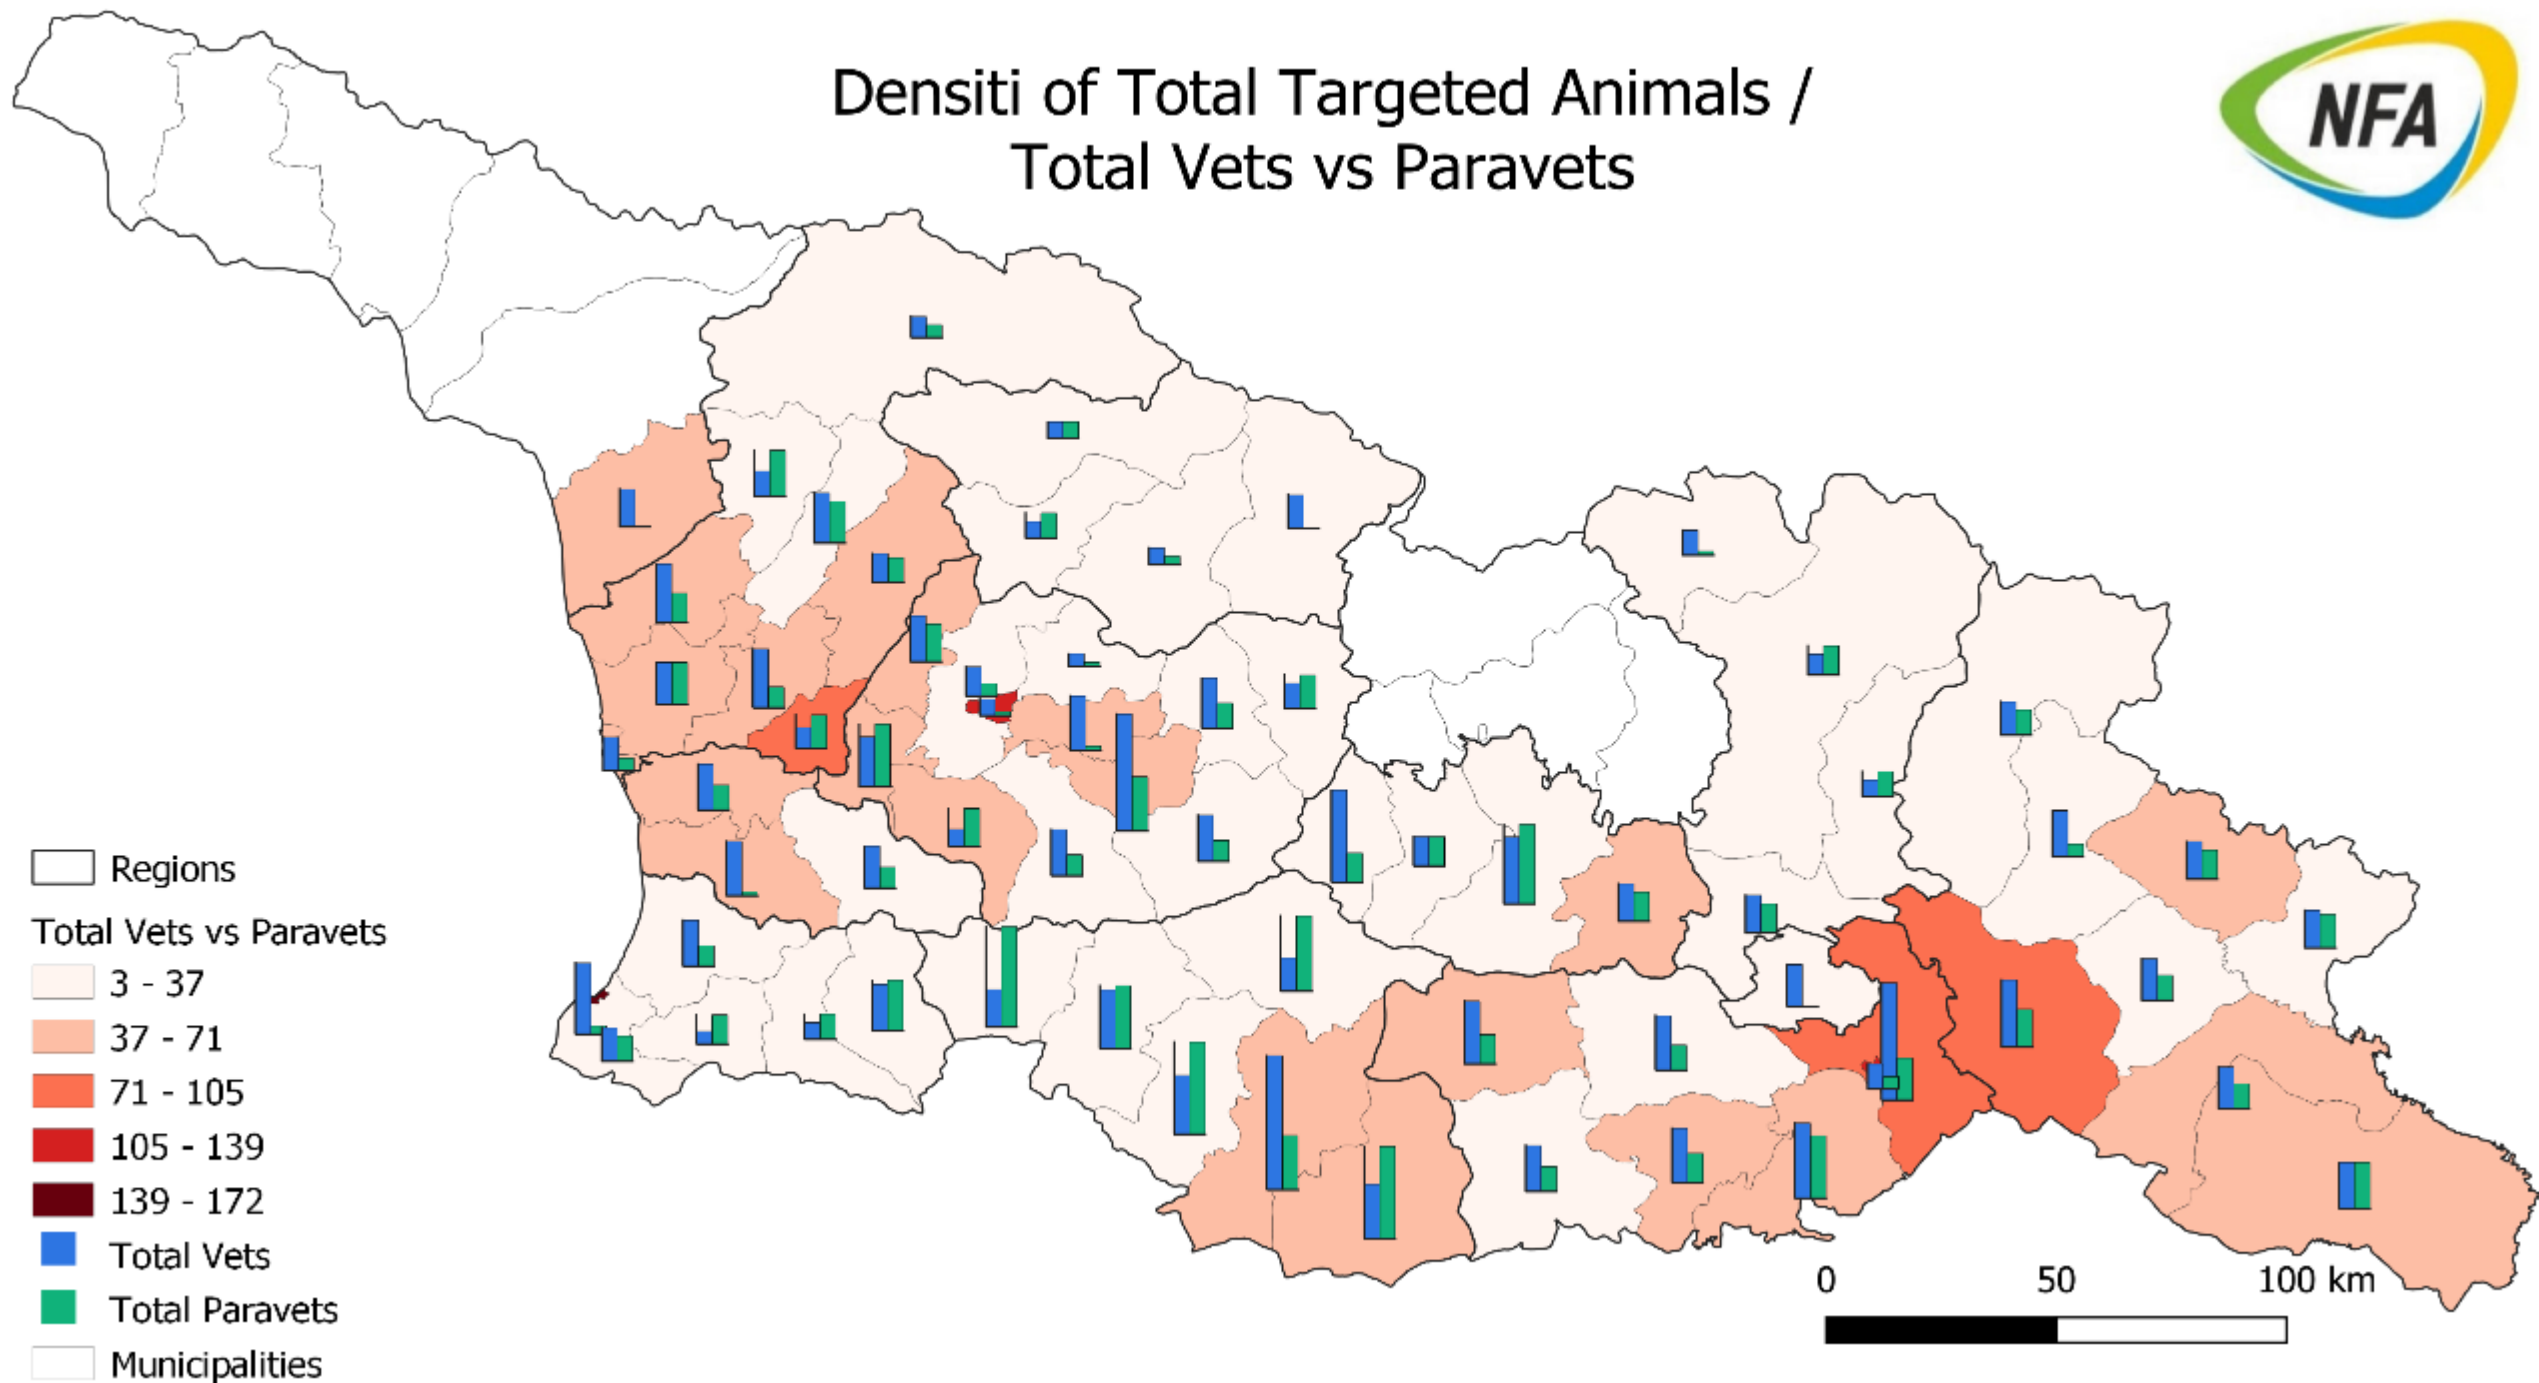 Densiti of Total Targeted Animals /
Total Vets vs Paravets
NFA
Regions
Total Vets vs Paravets
3 - 37
37 - 71
71 - 105
105 - 139
139 - 172
Total Vets
Total Paravets
Municipalities
0 50 100 km